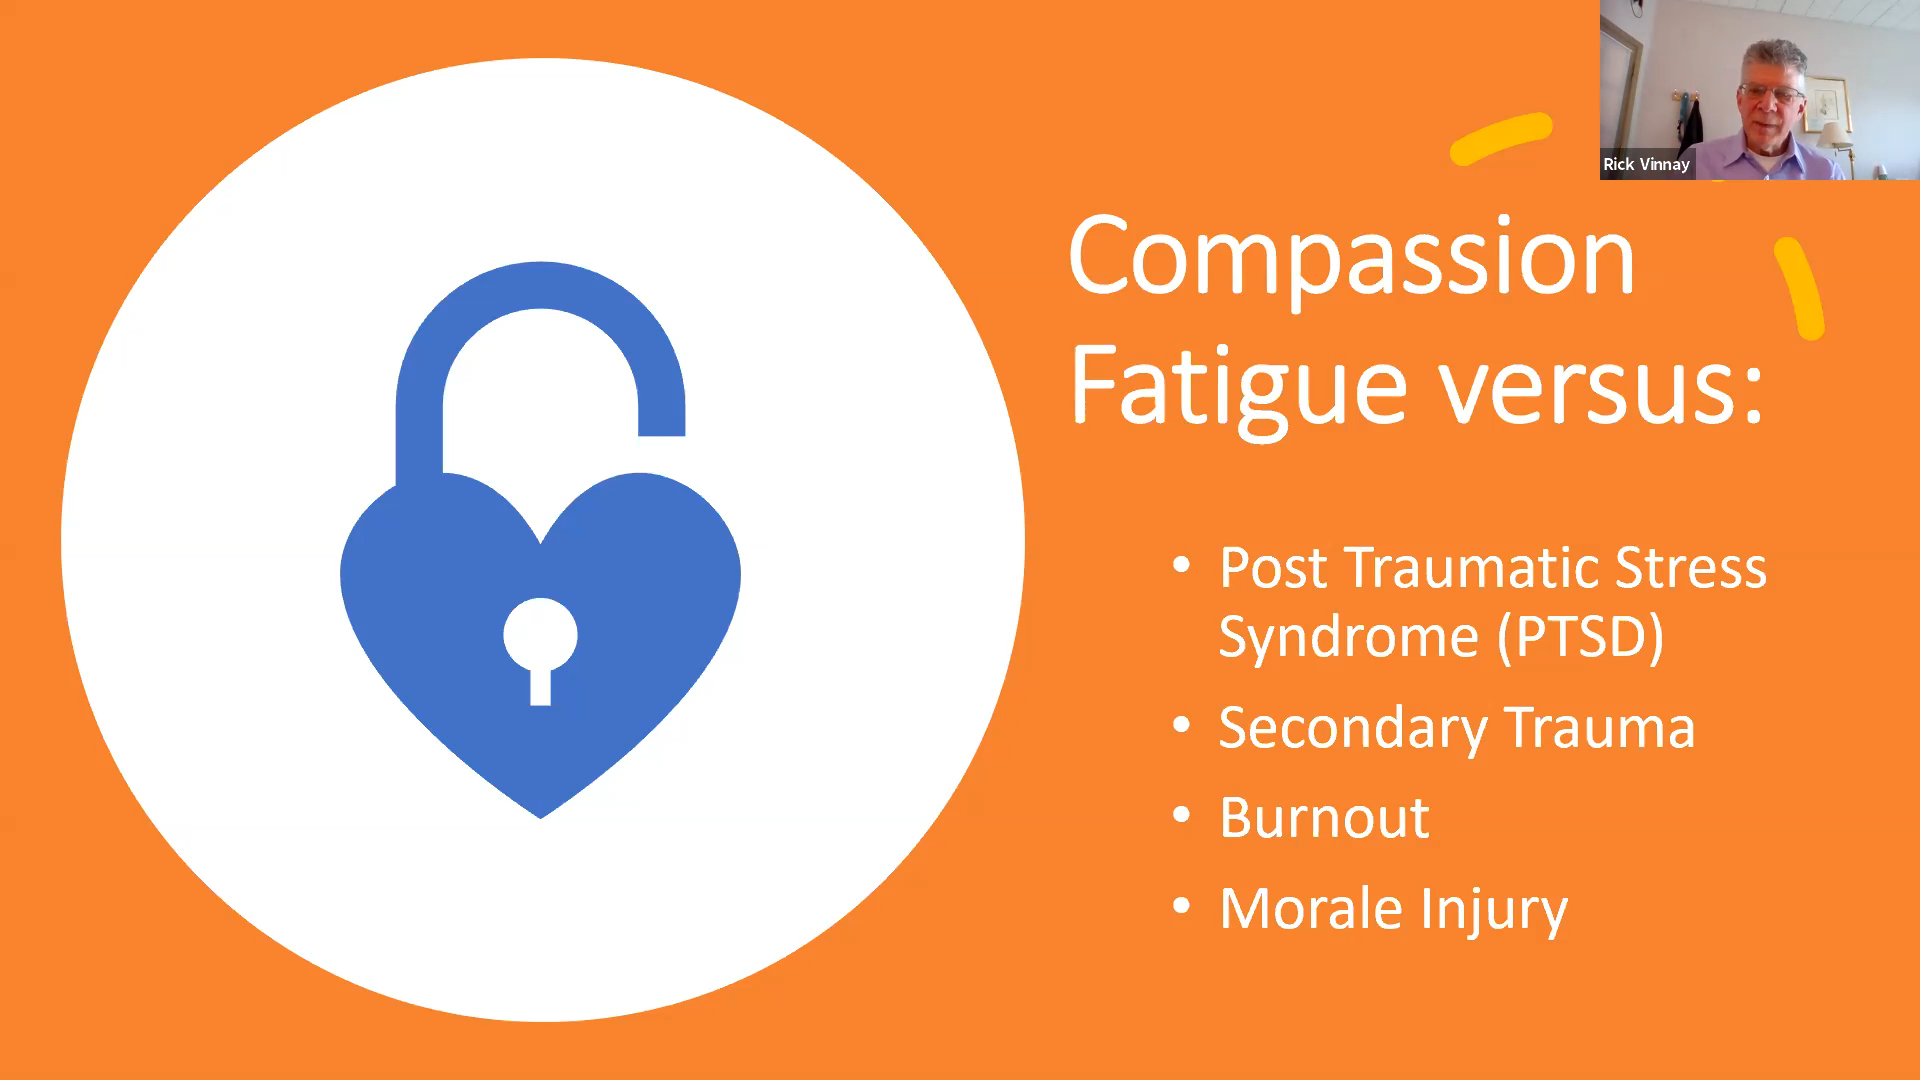 Rick Vinnay
Compassion
Fatigue versus:
• Post Traumatic Stress
Syndrome (PTSD)
• Secondary Trauma
• Burnout
• Morale Injury